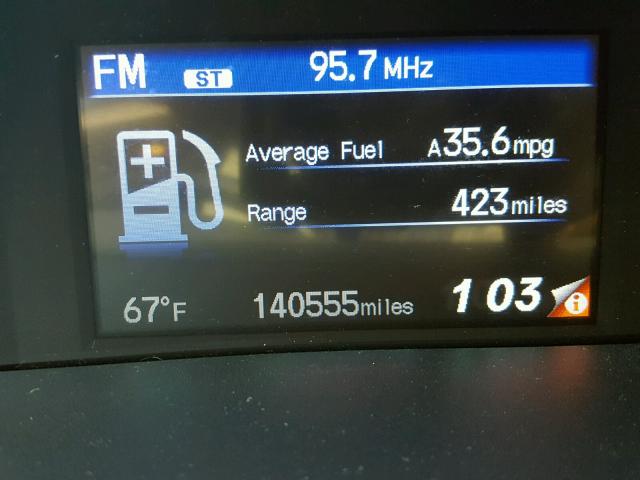 FM ST 95.7 MHz
Average Fuel A35.6mpg
Range 423miles
67°F 140555miles 1 03 i